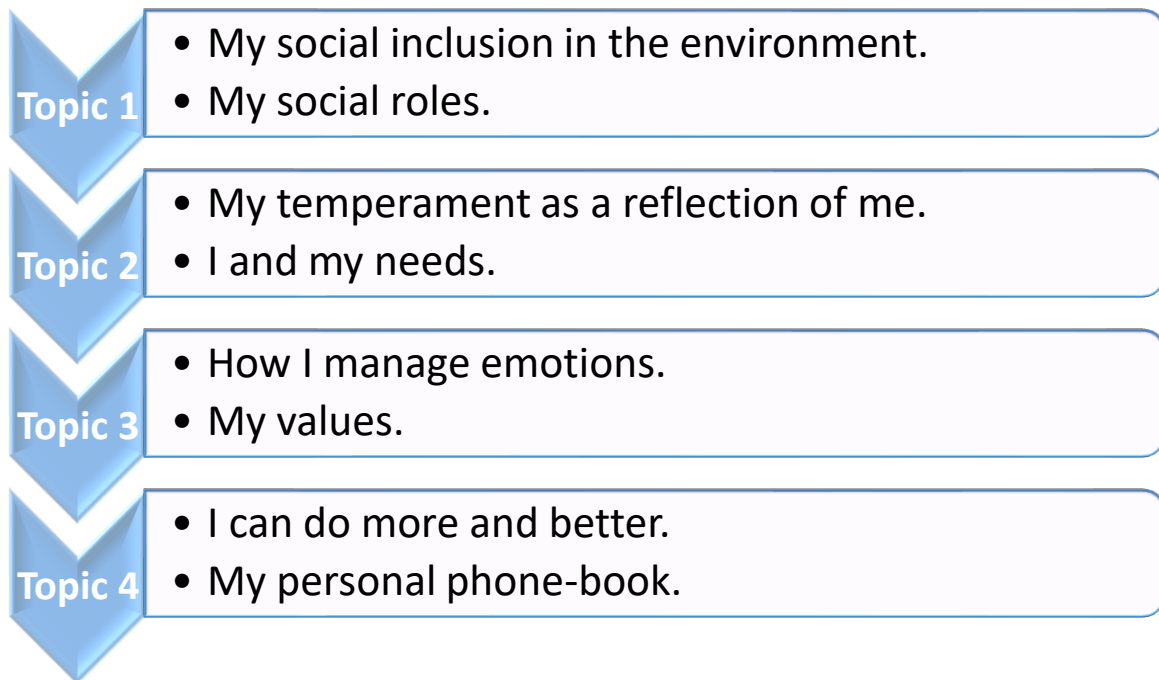 Topic 1
• My social inclusion in the environment.
• My social roles.
Topic 2
• My temperament as a reflection of me.
• I and my needs.
Topic 3
• How I manage emotions.
• My values.
Topic 4
• I can do more and better.
• My personal phone-book.